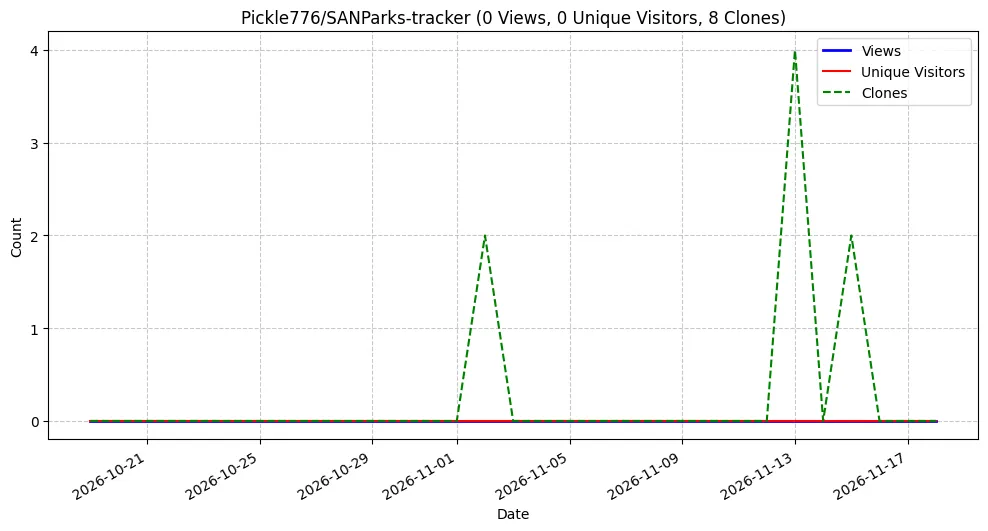 Pickle776/SANParks-tracker (0 Views, 0 Unique Visitors, 8 Clones)
Views
Unique Visitors
Clones
4
3
2
1
0
Count
2026-10-21
2026-10-25
2026-10-29
2026-11-01
2026-11-05
2026-11-09
2026-11-13
2026-11-17
Date